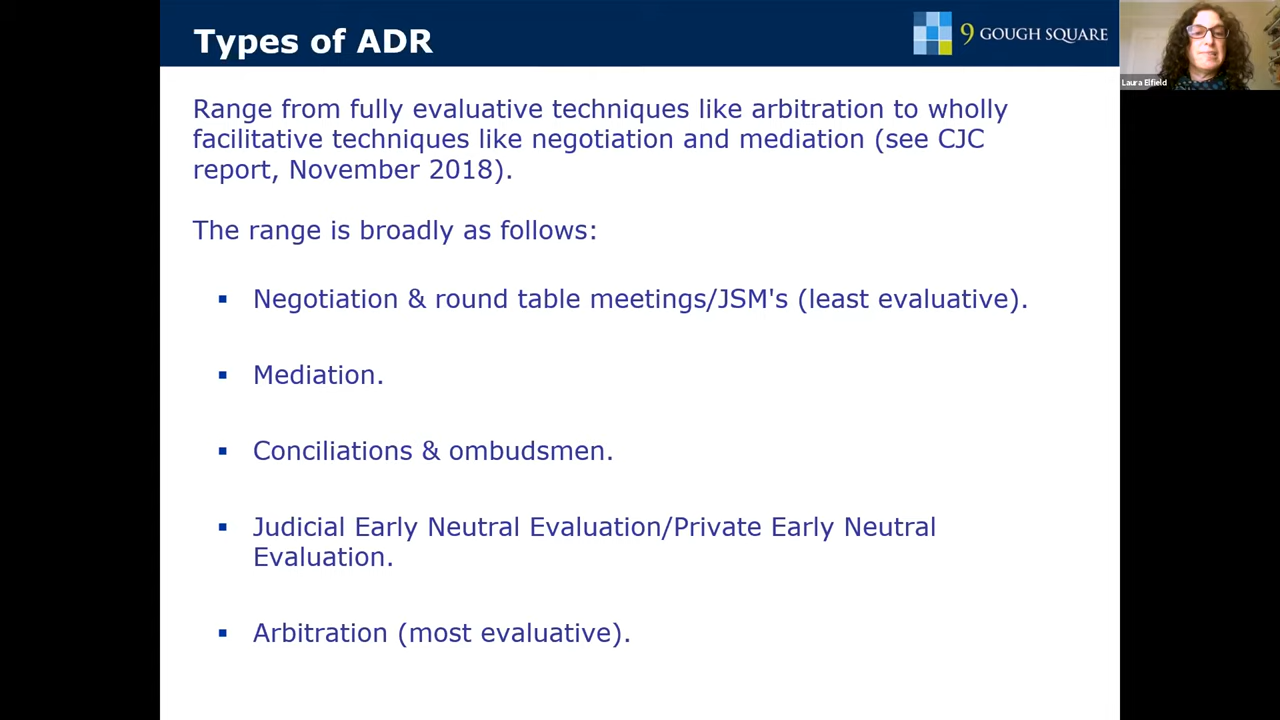 Types of ADR
9 GOUGH SQUARE
Laura Elfield
Range from fully evaluative techniques like arbitration to wholly
facilitative techniques like negotiation and mediation (see CJC
report, November 2018).
The range is broadly as follows:
▪ Negotiation & round table meetings/JSM's (least evaluative).
▪ Mediation.
▪ Conciliations & ombudsmen.
▪ Judicial Early Neutral Evaluation/Private Early Neutral
Evaluation.
▪ Arbitration (most evaluative).